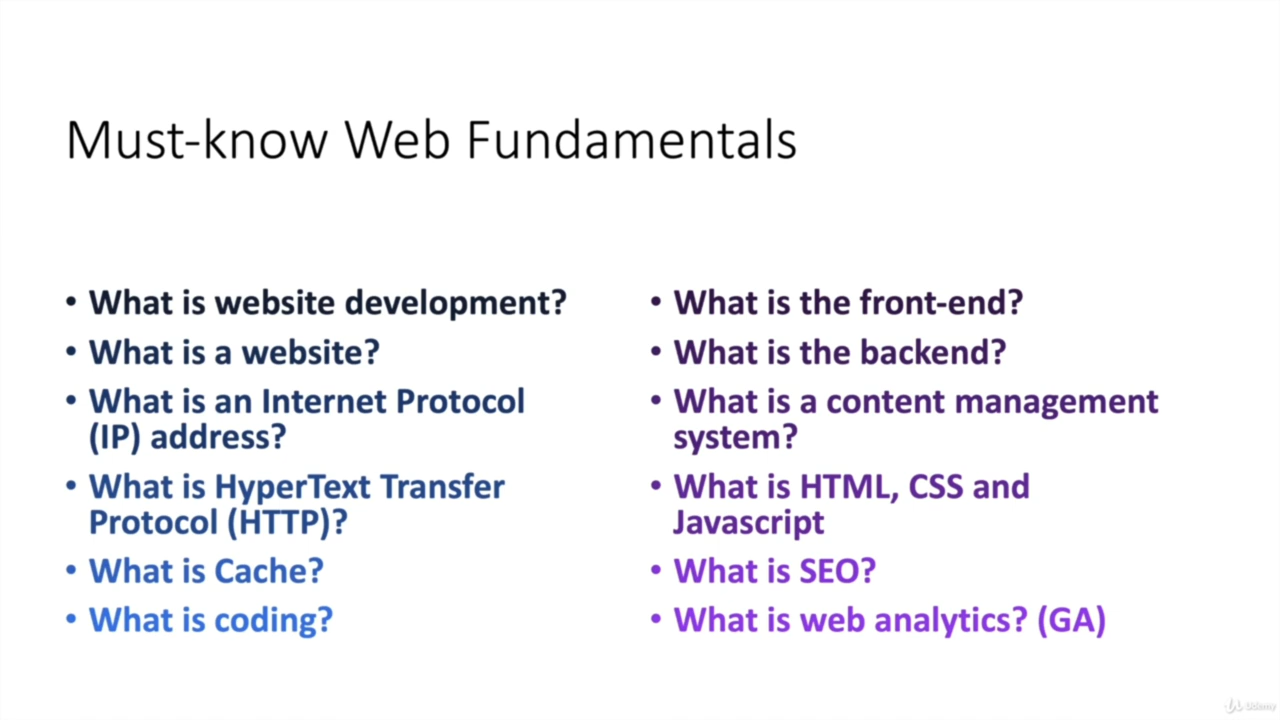 Must-know Web Fundamentals
• What is website development?
• What is a website?
• What is an Internet Protocol
(IP) address?
• What is HyperText Transfer
Protocol (HTTP)?
• What is Cache?
• What is coding?
• What is the front-end?
• What is the backend?
• What is a content management
system?
• What is HTML, CSS and
Javascript
• What is SEO?
• What is web analytics? (GA)
Udemy